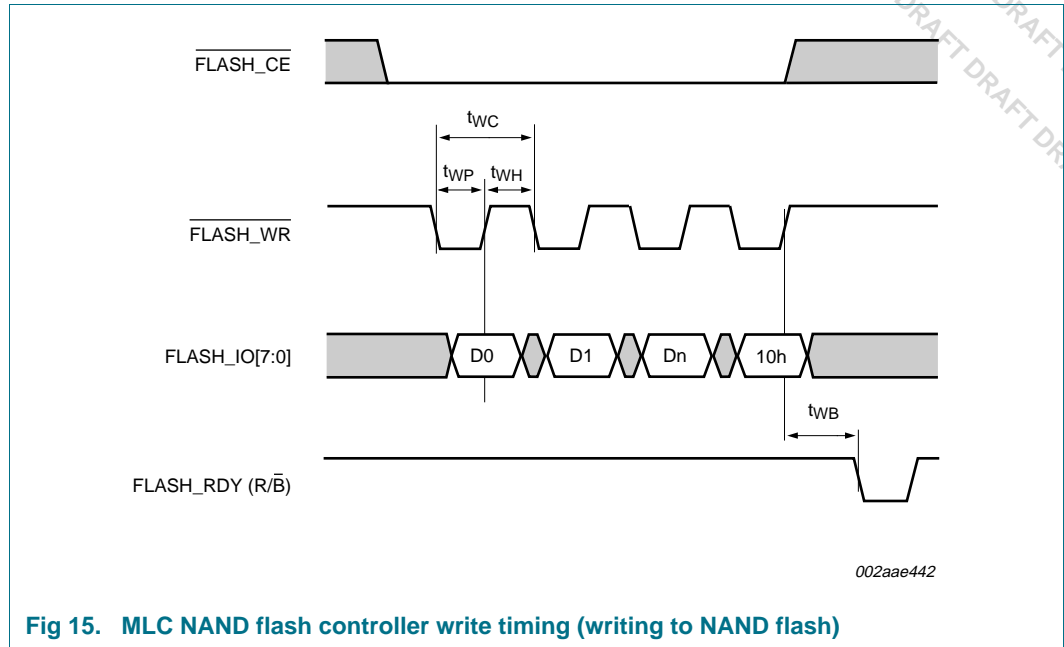 DRAFT
DRAFT DRAFT DR
FLASH_CE
tWC
tWP tWH
FLASH_WR
FLASH_IO[7:0] D0 D1 Dn 10h
tWB
FLASH_RDY (R/B̅)
002aae442
Fig 15. MLC NAND flash controller write timing (writing to NAND flash)